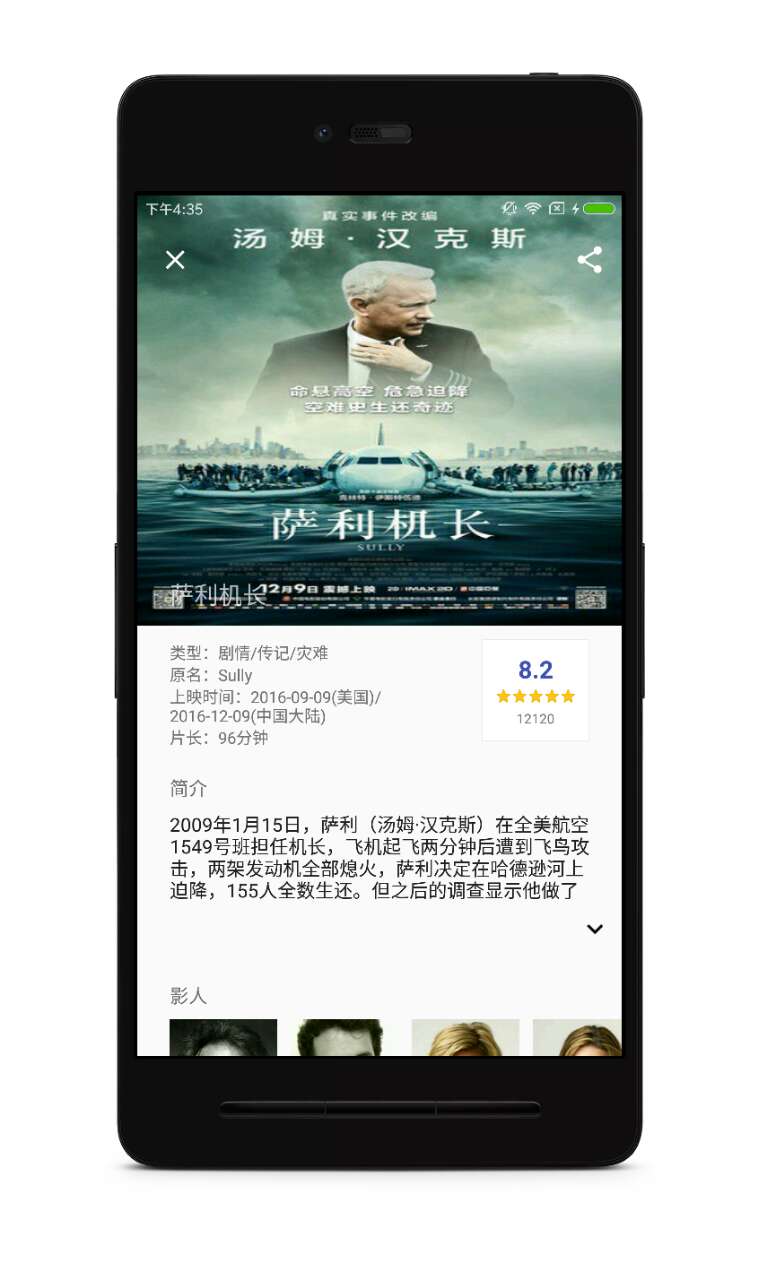 下午4:35
真实事件改编
汤姆·汉克斯
命悬高空 危急迫降
空难史生还奇迹
克林特·伊斯特伍德
萨利机长
SULLY
萨利机长
12月9日 震撼上映
类型：剧情/传记/灾难
原名：Sully
上映时间：2016-09-09(美国)/
2016-12-09(中国大陆)
片长：96分钟
8.2
12120
简介
2009年1月15日，萨利（汤姆·汉克斯）在全美航空
1549号班担任机长，飞机起飞两分钟后遭到飞鸟攻
击，两架发动机全部熄火，萨利决定在哈德逊河上
迫降，155人全数生还。但之后的调查显示他做了
影人